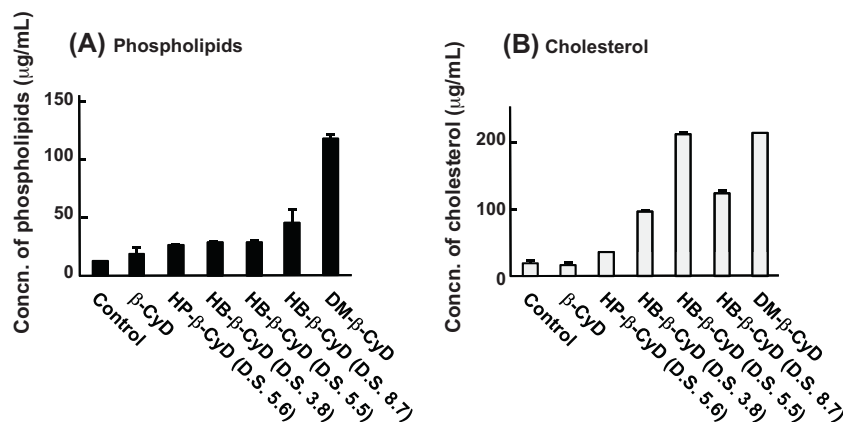 (A) Phospholipids
Concn. of phospholipids (μg/mL)
150
100
50
0
Control
β-CyD
HP-β-CyD (D.S. 5.6)
HB-β-CyD (D.S. 3.8)
HB-β-CyD (D.S. 5.5)
HB-β-CyD (D.S. 8.7)
DM-β-CyD
(B) Cholesterol
Concn. of cholesterol (μg/mL)
200
100
0
Control
β-CyD
HP-β-CyD (D.S. 5.6)
HB-β-CyD (D.S. 3.8)
HB-β-CyD (D.S. 5.5)
HB-β-CyD (D.S. 8.7)
DM-β-CyD